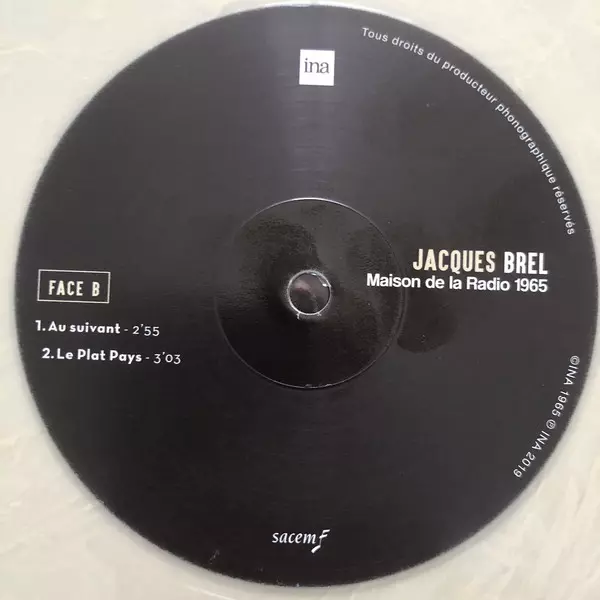 ina
Tous droits du producteur phonographique réservés
JACQUES BREL
Maison de la Radio 1965
FACE B
1. Au suivant - 2'55
2. Le Plat Pays - 3'03
©INA 1965 ℗ INA 2019
sacem